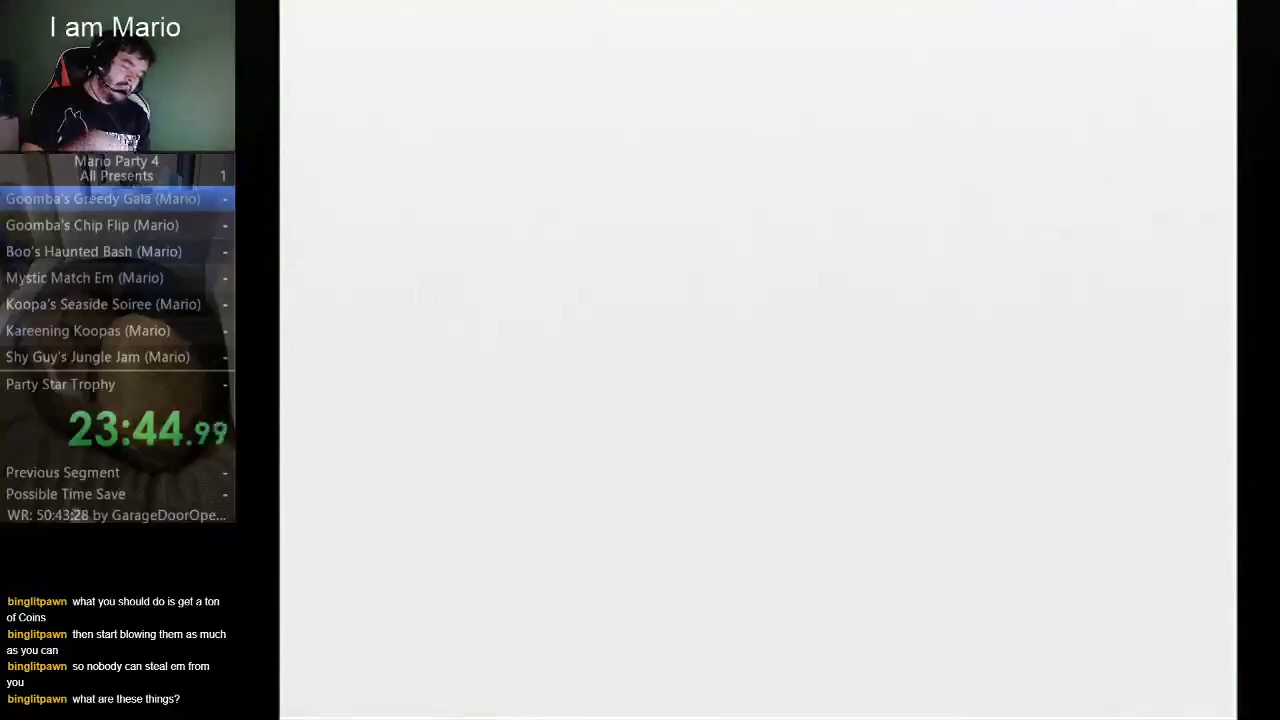 I am Mario
Mario Party 4
All Presents 1
Goomba's Greedy Gala (Mario) -
Goomba's Chip Flip (Mario) -
Boo's Haunted Bash (Mario) -
Mystic Match Em (Mario) -
Koopa's Seaside Soiree (Mario) -
Kareening Koopas (Mario) -
Shy Guy's Jungle Jam (Mario) -
Party Star Trophy -
23:44.99
Previous Segment -
Possible Time Save -
WR: 50:43:28 by GarageDoorOpe...
binglitpawn what you should do is get a ton
of Coins
binglitpawn then start blowing them as much
as you can
binglitpawn so nobody can steal em from
you
binglitpawn what are these things?